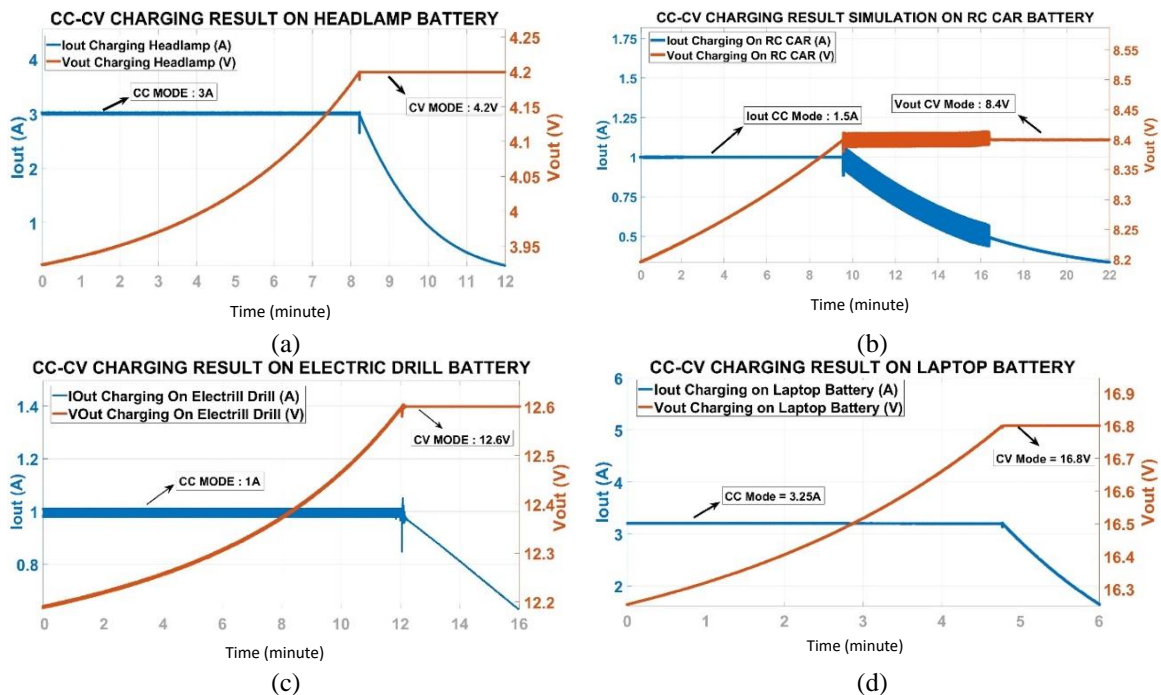 CC-CV CHARGING RESULT ON HEADLAMP BATTERY
Iout Charging Headlamp (A)
Vout Charging Headlamp (V)
CC MODE : 3A
CV MODE : 4.2V
Iout (A)
4
3
2
1
Vout (V)
4.25
4.2
4.15
4.1
4.05
4
3.95
0 1 2 3 4 5 6 7 8 9 10 11 12
Time (minute)
(a)
CC-CV CHARGING RESULT SIMULATION ON RC CAR BATTERY
Iout Charging On RC CAR (A)
Vout Charging On RC CAR (V)
Iout CC Mode : 1.5A
Vout CV Mode : 8.4V
Iout (A)
1.75
1.5
1.25
1
0.75
0.5
Vout (V)
8.55
8.5
8.45
8.40
8.35
8.3
8.25
8.2
0 2 4 6 8 10 12 14 16 18 20 22
Time (minute)
(b)
CC-CV CHARGING RESULT ON ELECTRIC DRILL BATTERY
IOut Charging On Electrill Drill (A)
VOut Charging On Electrill Drill (V)
CC MODE : 1A
CV MODE : 12.6V
Iout (A)
1.4
1.2
1
0.8
Vout (V)
12.6
12.5
12.40
12.3
12.2
0 2 4 6 8 10 12 14 16
Time (minute)
(c)
CC-CV CHARGING RESULT ON LAPTOP BATTERY
Iout Charging on Laptop Battery (A)
Vout Charging on Laptop Battery (V)
CC Mode = 3.25A
CV Mode = 16.8V
Iout (A)
6
5
4
3
2
Vout (V)
16.9
16.8
16.7
16.6
16.5
16.4
16.3
0 1 2 3 4 5 6
Time (minute)
(d)